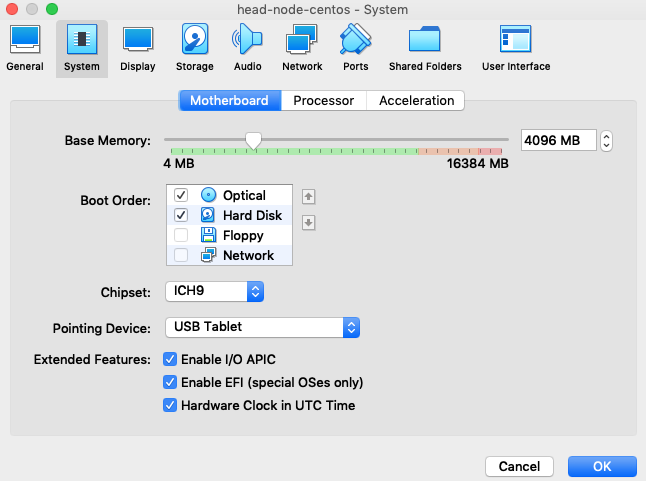 head-node-centos - System
General System Display Storage Audio Network Ports Shared Folders User Interface
Motherboard Processor Acceleration
Base Memory: 4096 MB
4 MB 16384 MB
Boot Order: Optical
Hard Disk
Floppy
Network
Chipset: ICH9
Pointing Device: USB Tablet
Extended Features: Enable I/O APIC
Enable EFI (special OSes only)
Hardware Clock in UTC Time
Cancel OK